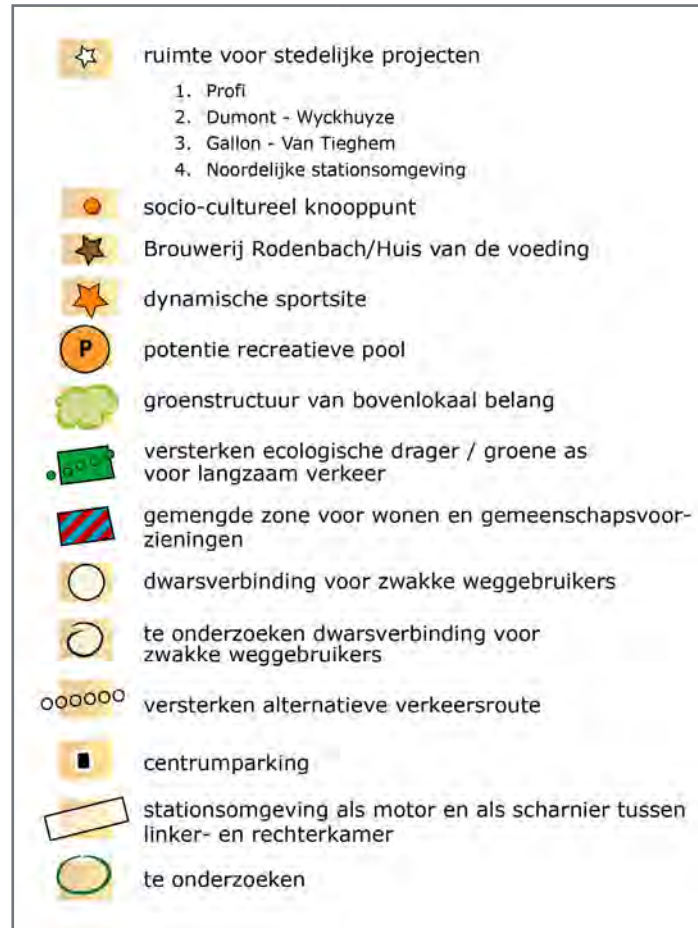 ruimte voor stedelijke projecten
1. Profi
2. Dumont - Wyckhuyze
3. Gallon - Van Tieghem
4. Noordelijke stationsomgeving
socio-cultureel knooppunt
Brouwerij Rodenbach/Huis van de voeding
dynamische sportsite
P
potentie recreatieve pool
groenstructuur van bovenlokaal belang
versterken ecologische drager / groene as
voor langzaam verkeer
gemengde zone voor wonen en gemeenschapsvoor-
zieningen
dwarsverbinding voor zwakke weggebruikers
te onderzoeken dwarsverbinding voor
zwakke weggebruikers
versterken alternatieve verkeersroute
centrumparking
stationsomgeving als motor en als scharnier tussen
linker- en rechterkamer
te onderzoeken